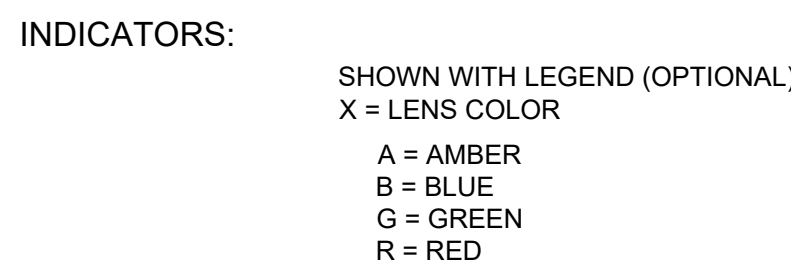 INDICATORS:
SHOWN WITH LEGEND (OPTIONAL)
X = LENS COLOR
A = AMBER
B = BLUE
G = GREEN
R = RED